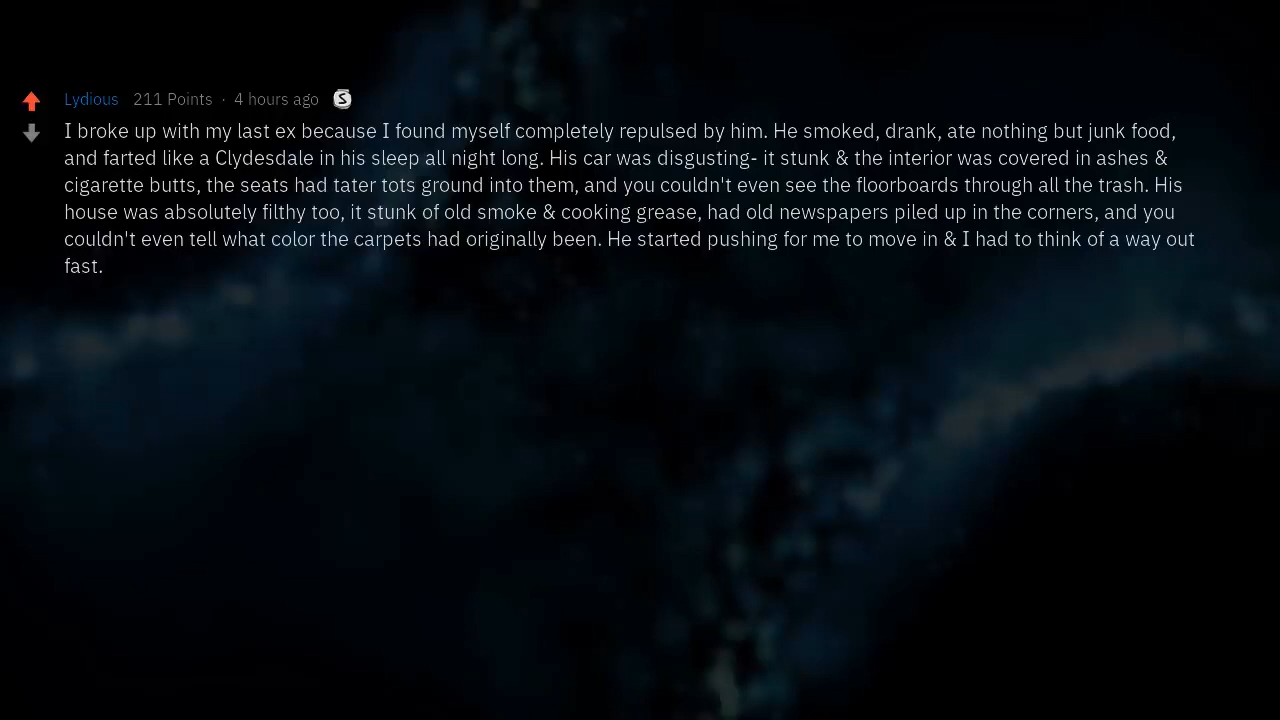 Lydious 211 Points · 4 hours ago S
I broke up with my last ex because I found myself completely repulsed by him. He smoked, drank, ate nothing but junk food,
and farted like a Clydesdale in his sleep all night long. His car was disgusting- it stunk & the interior was covered in ashes &
cigarette butts, the seats had tater tots ground into them, and you couldn't even see the floorboards through all the trash. His
house was absolutely filthy too, it stunk of old smoke & cooking grease, had old newspapers piled up in the corners, and you
couldn't even tell what color the carpets had originally been. He started pushing for me to move in & I had to think of a way out
fast.